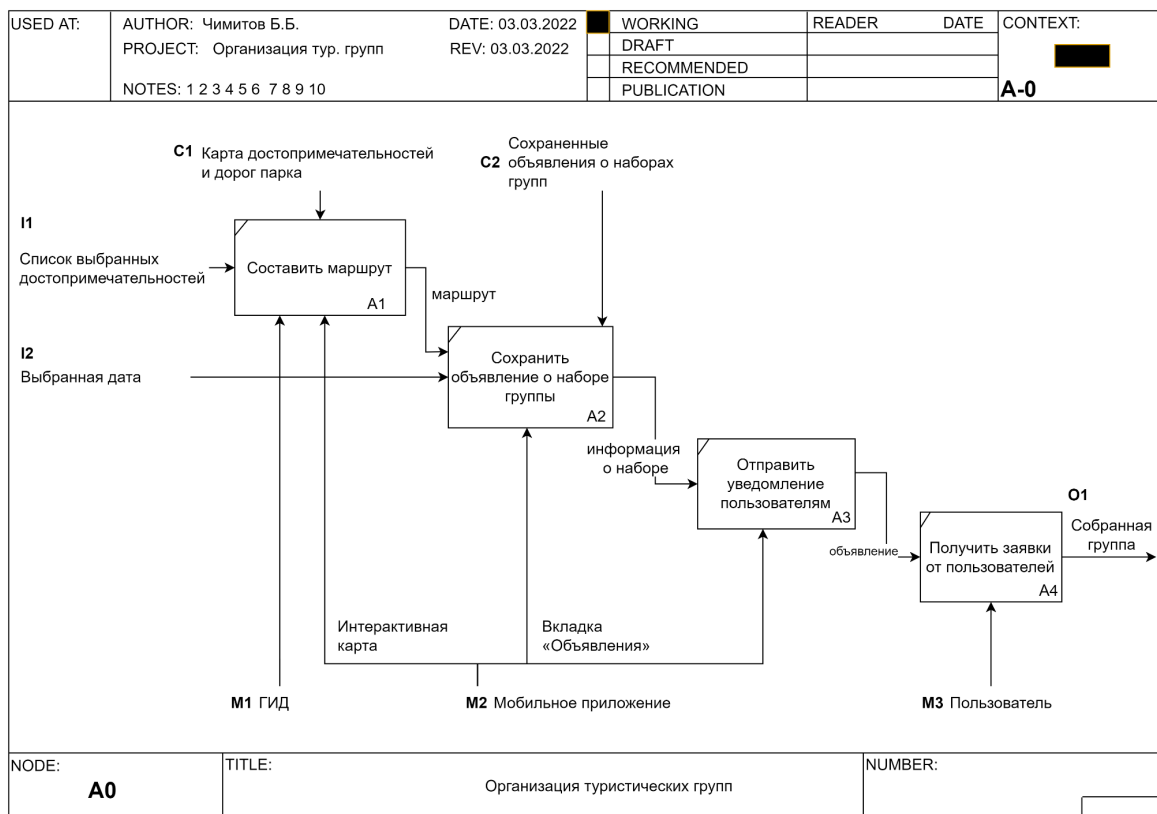 USED AT:
AUTHOR: Чимитов Б.Б.
DATE: 03.03.2022
WORKING
READER
DATE
CONTEXT:
PROJECT: Организация тур. групп
REV: 03.03.2022
DRAFT
RECOMMENDED
NOTES: 1 2 3 4 5 6 7 8 9 10
PUBLICATION
A-0
C1 Карта достопримечательностей
и дорог парка
Сохраненные
C2 объявления о наборах
групп
I1
Список выбранных
достопримечательностей
Составить маршрут
A1
маршрут
I2
Выбранная дата
Сохранить
объявление о наборе
группы
A2
информация
о наборе
Отправить
уведомление
пользователям
A3
объявление
Получить заявки
от пользователей
A4
O1
Собранная
группа
Интерактивная
карта
Вкладка
«Объявления»
M1 ГИД
M2 Мобильное приложение
M3 Пользователь
NODE:
A0
TITLE:
Организация туристических групп
NUMBER: